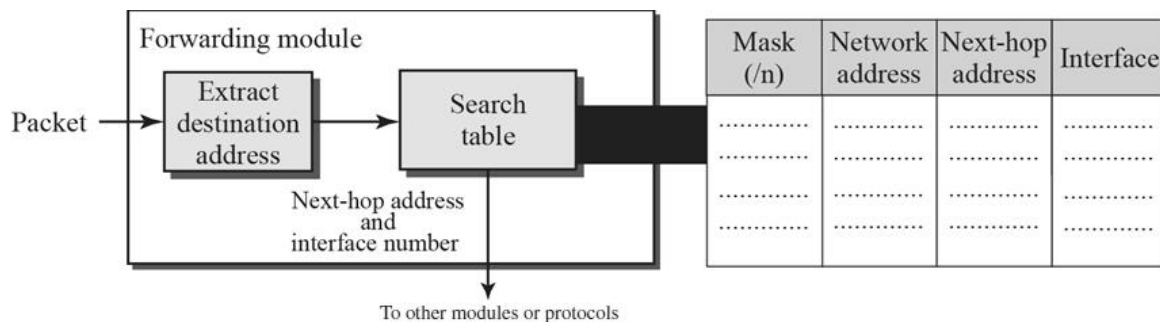 Forwarding module
Packet
Extract
destination
address
Search
table
Next-hop address
and
interface number
To other modules or protocols
Mask
(/n)
Network
address
Next-hop
address
Interface
............ ............ ............ ............
............ ............ ............ ............
............ ............ ............ ............
............ ............ ............ ............